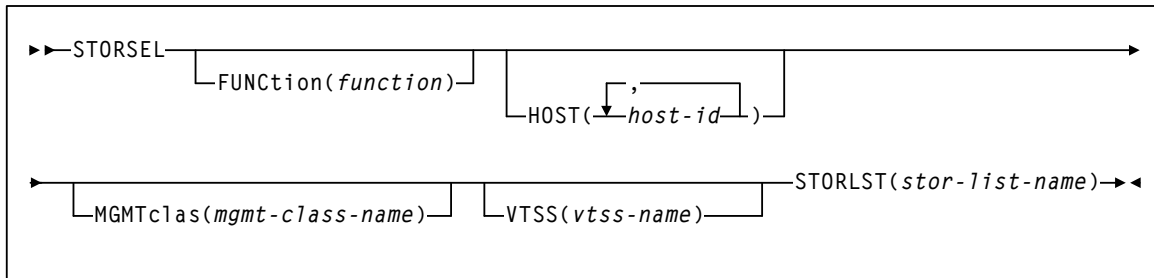 STORSEL
FUNCtion(function)
HOST(host-id)
,
MGMTclas(mgmt-class-name)
VTSS(vtss-name)
STORLST(stor-list-name)